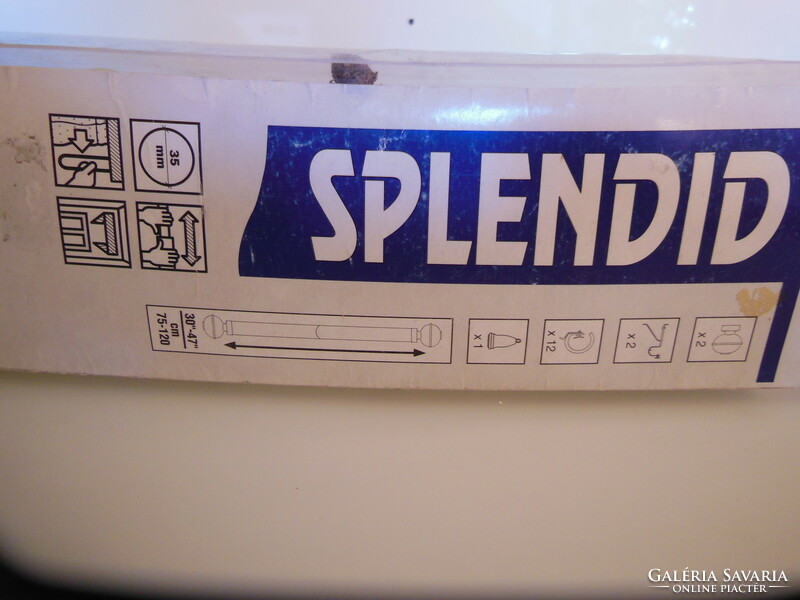 SPLENDID
35
mm
30"-47"
cm
75-120
x 1
x 12
x 2
x 2
GALÉRIA SAVARIA
ONLINE PIACTÉR